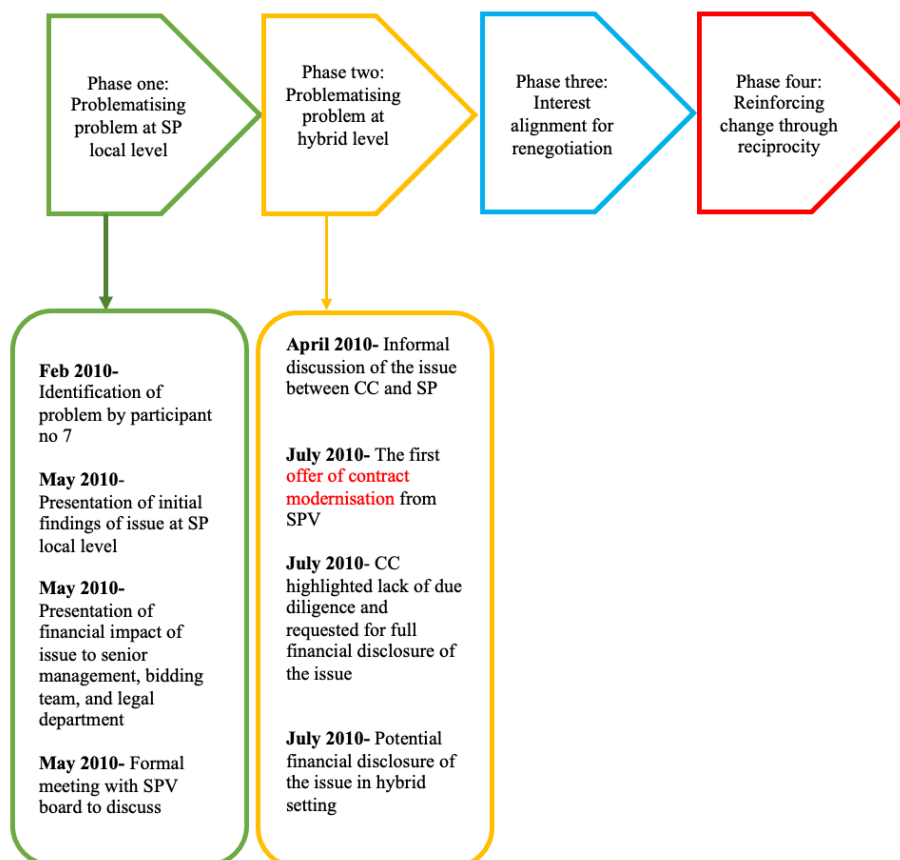 Phase one:
Problematising
problem at SP
local level
Phase two:
Problematising
problem at
hybrid level
Phase three:
Interest
alignment for
renegotiation
Phase four:
Reinforcing
change through
reciprocity
Feb 2010-
Identification of
problem by participant
no 7
May 2010-
Presentation of initial
findings of issue at SP
local level
May 2010-
Presentation of
financial impact of
issue to senior
management, bidding
team, and legal
department
May 2010- Formal
meeting with SPV
board to discuss
April 2010- Informal
discussion of the issue
between CC and SP
July 2010- The first
offer of contract
modernisation from
SPV
July 2010- CC
highlighted lack of due
diligence and
requested for full
financial disclosure of
the issue
July 2010- Potential
financial disclosure of
the issue in hybrid
setting